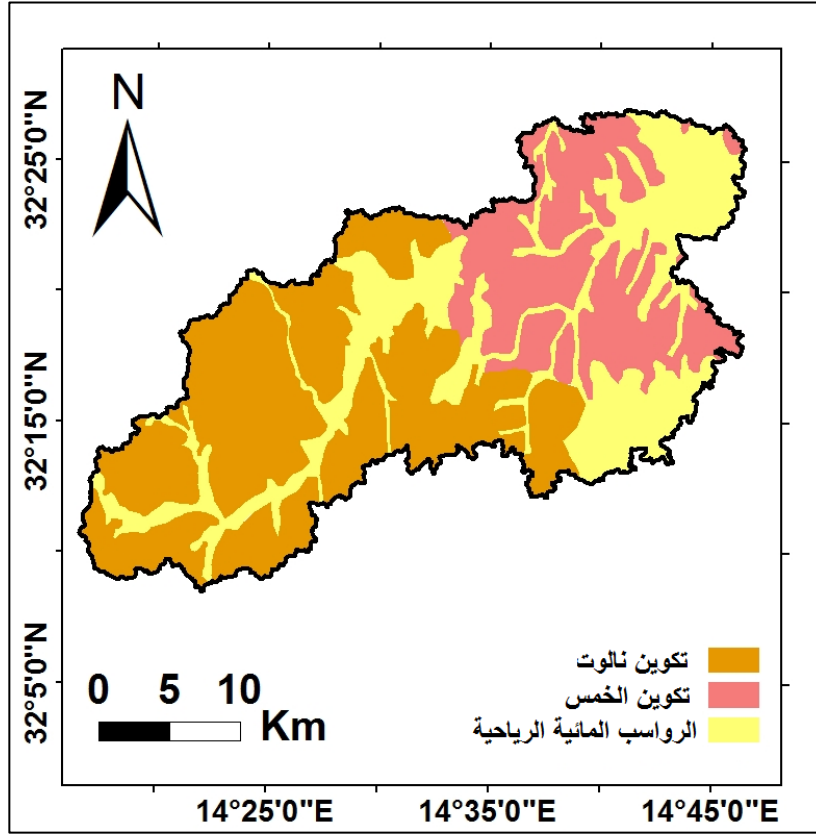 N
32°25'0"N
32°15'0"N
32°5'0"N
تكوين نالوت
تكوين الخمس
الرواسب المائية الرياحية
0 5 10
Km
14°25'0"E 14°35'0"E 14°45'0"E